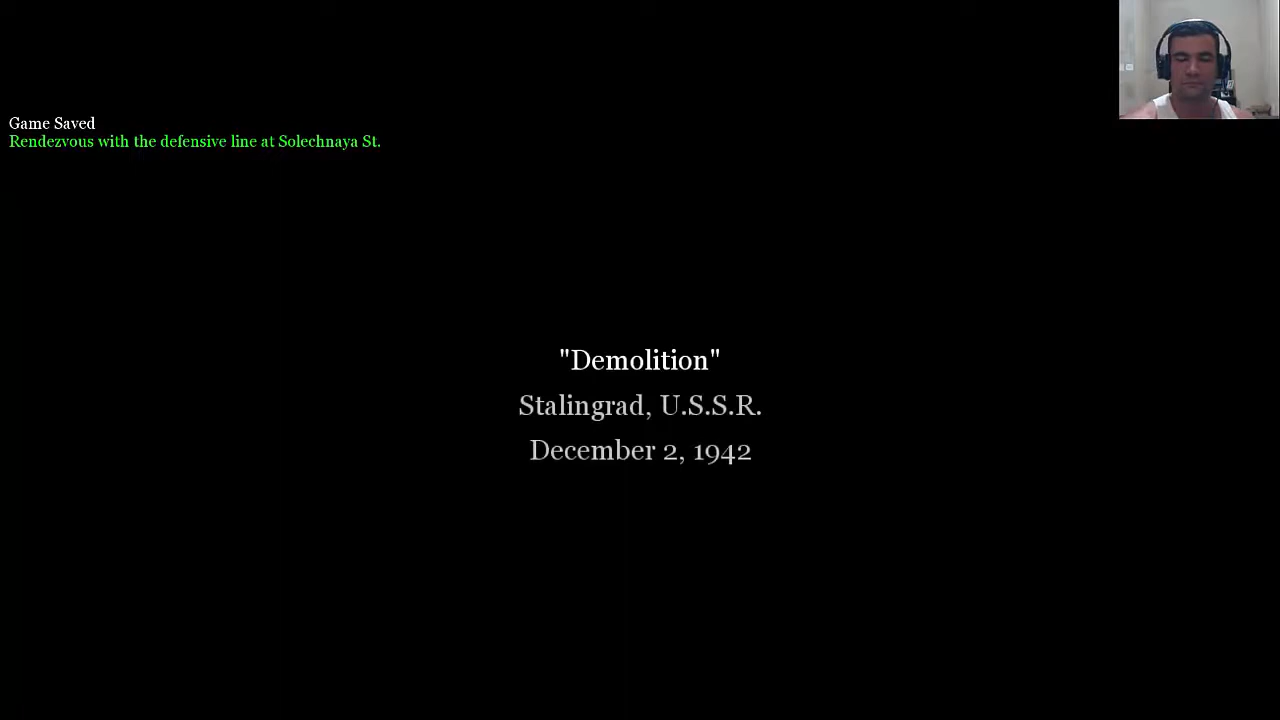 Game Saved
Rendezvous with the defensive line at Solechnaya St.
"Demolition"
Stalingrad, U.S.S.R.
December 2, 1942